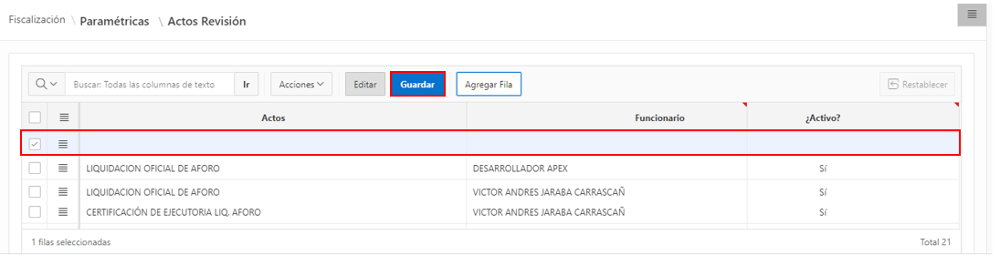 Fiscalización \ Paramétricas \ Actos Revisión
Buscar: Todas las columnas de texto Ir Acciones Editar Guardar Agregar Fila Restablecer
Actos Funcionario ¿Activo?
LIQUIDACION OFICIAL DE AFORO DESARROLLADOR APEX Sí
LIQUIDACION OFICIAL DE AFORO VICTOR ANDRES JARABA CARRASCAÑ Sí
CERTIFICACIÓN DE EJECUTORIA LIQ. AFORO VICTOR ANDRES JARABA CARRASCAÑ Sí
1 filas seleccionadas Total 21